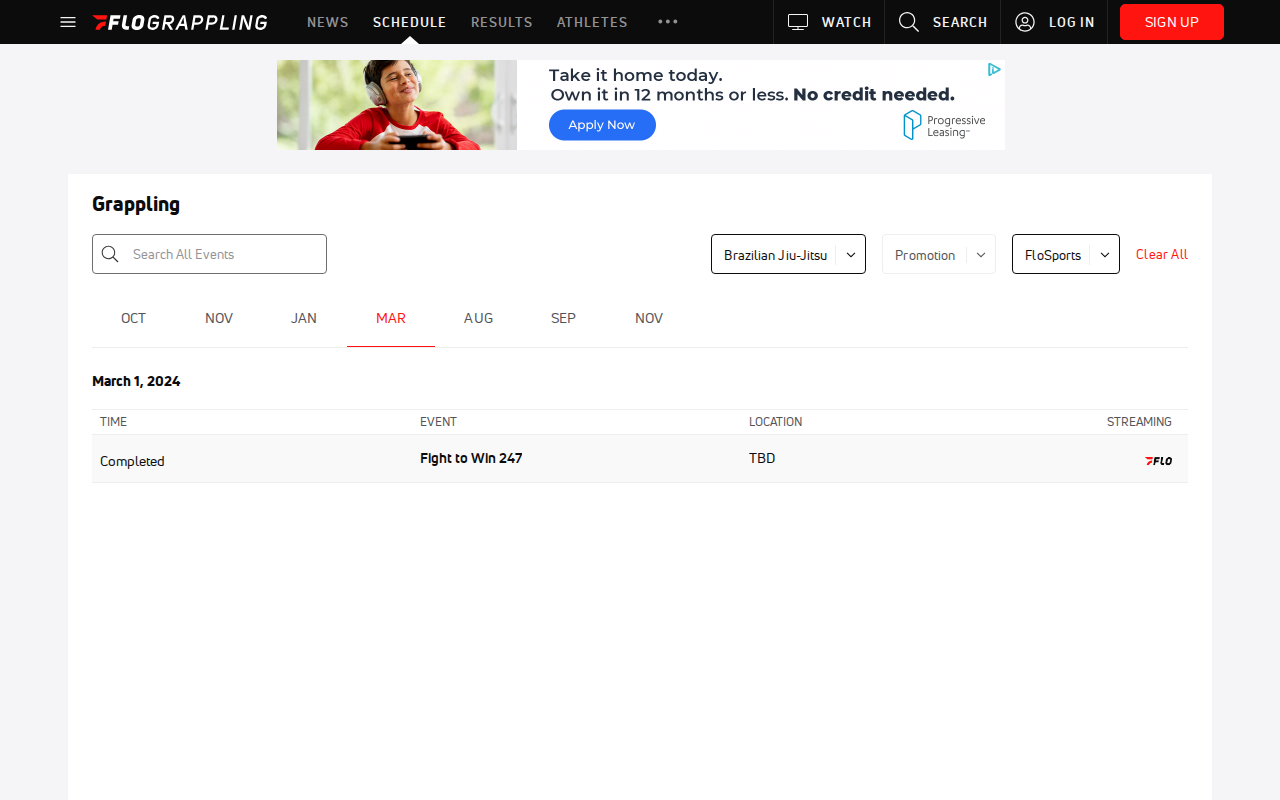 FLOGRAPPLING NEWS SCHEDULE RESULTS ATHLETES WATCH SEARCH LOG IN SIGN UP
Take it home today.
Own it in 12 months or less. No credit needed.
Apply Now
Progressive
Leasing
Grappling
Search All Events Brazilian Jiu-Jitsu Promotion FloSports Clear All
OCT NOV JAN MAR AUG SEP NOV
March 1, 2024
TIME EVENT LOCATION STREAMING
Completed Fight to Win 247 TBD FLO